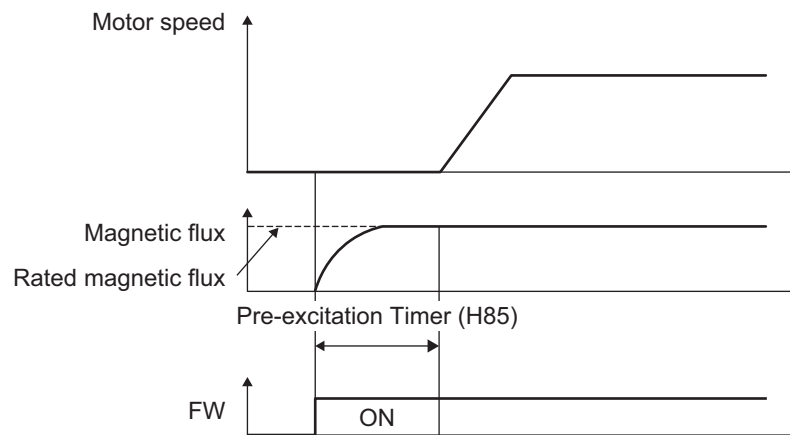 Motor speed
Magnetic flux
Rated magnetic flux
Pre-excitation Timer (H85)
FW
ON